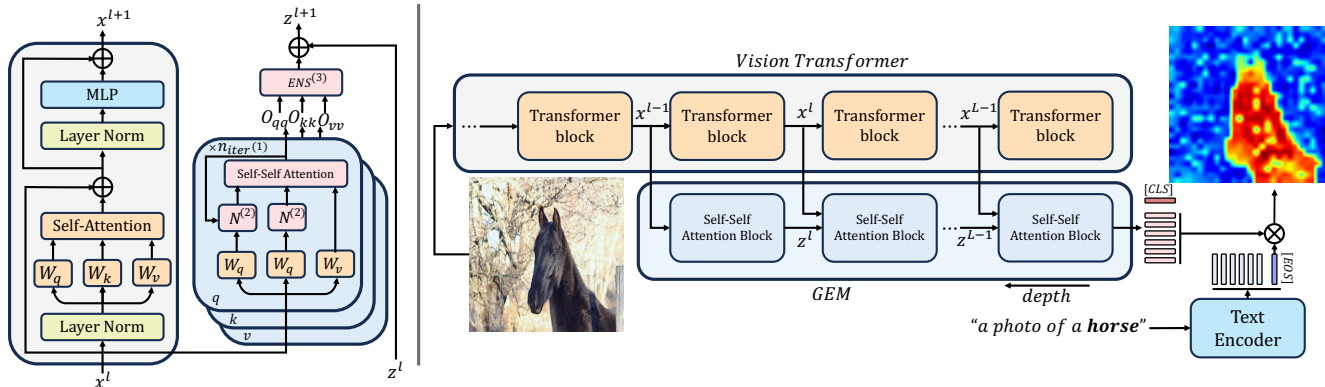 x^{l+1}
MLP
Layer Norm
Self-Attention
W_q W_k W_v
Layer Norm
x^l
z^{l+1}
ENS^{(3)}
O_{qq} O_{kk} O_{vv}
×n_{iter}^{(1)}
Self-Self Attention
N^{(2)} N^{(2)}
W_q W_q W_v
q
k
v
z^l
Vision Transformer
... Transformer block x^{l-1} Transformer block x^l Transformer block ... x^{L-1} Transformer block
Self-Self Attention Block z^l Self-Self Attention Block ... z^{L-1} Self-Self Attention Block
GEM
depth
[CLS]
[EOS]
"a photo of a horse"
Text
Encoder